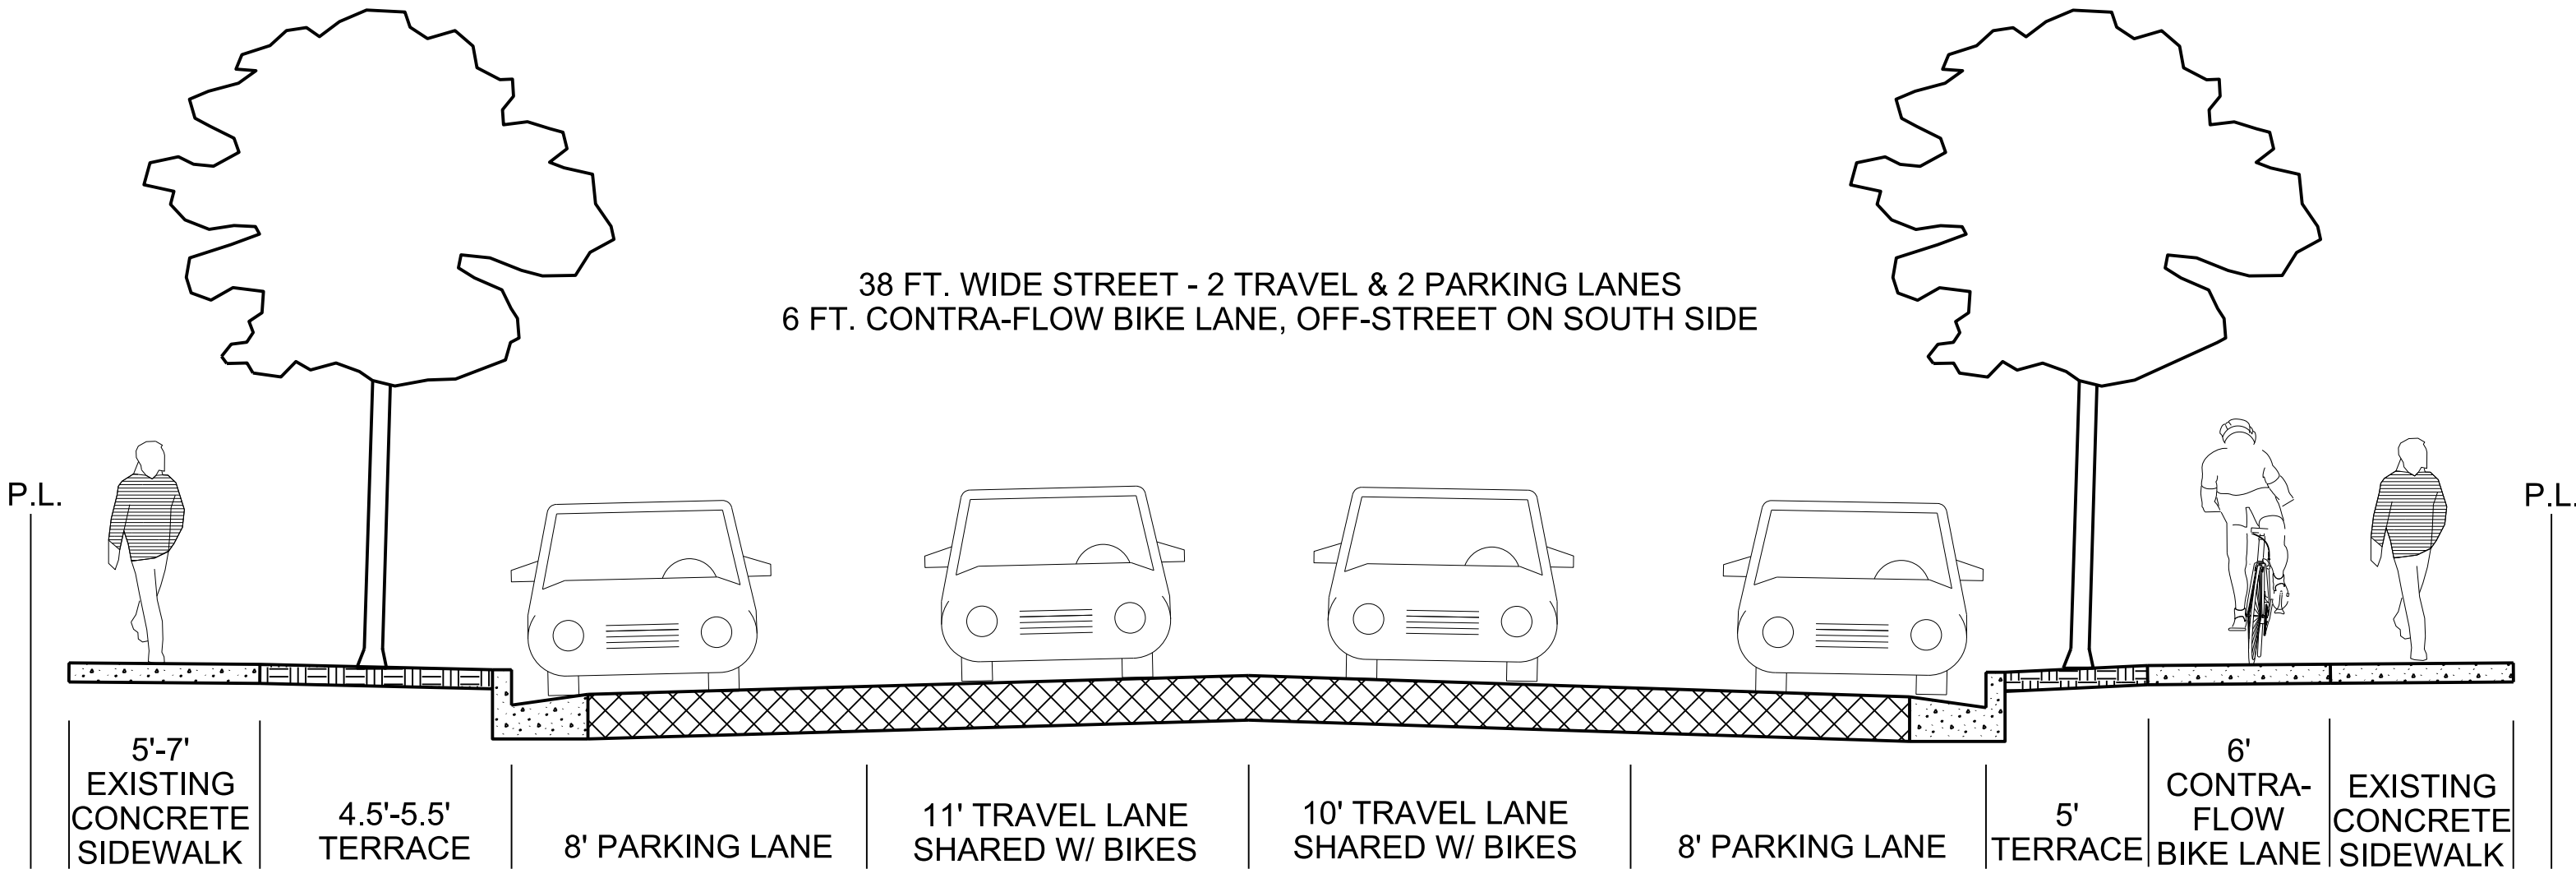 38 FT. WIDE STREET - 2 TRAVEL & 2 PARKING LANES
6 FT. CONTRA-FLOW BIKE LANE, OFF-STREET ON SOUTH SIDE
P.L.
P.L.
5'-7'
EXISTING
CONCRETE
SIDEWALK
4.5'-5.5'
TERRACE
8' PARKING LANE
11' TRAVEL LANE
SHARED W/ BIKES
10' TRAVEL LANE
SHARED W/ BIKES
8' PARKING LANE
5'
TERRACE
6'
CONTRA-
FLOW
BIKE LANE
EXISTING
CONCRETE
SIDEWALK